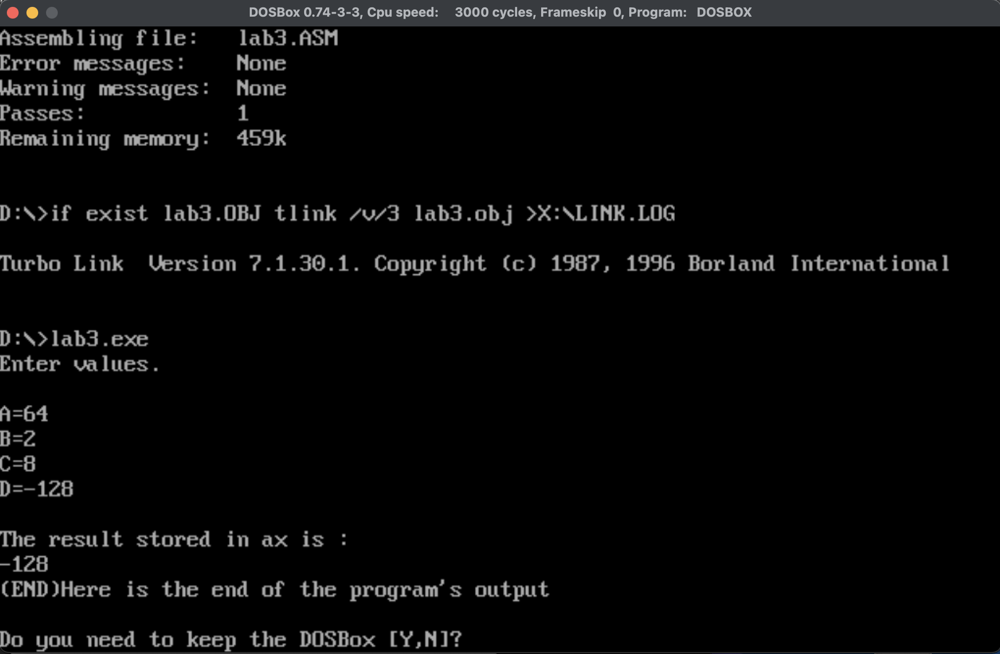 DOSBox 0.74-3-3, Cpu speed: 3000 cycles, Frameskip 0, Program: DOSBOX
Assembling file: lab3.ASM
Error messages: None
Warning messages: None
Passes: 1
Remaining memory: 459k
D:\>if exist lab3.OBJ tlink /v/3 lab3.obj >X:\LINK.LOG
Turbo Link Version 7.1.30.1. Copyright (c) 1987, 1996 Borland International
D:\>lab3.exe
Enter values.
A=64
B=2
C=8
D=-128
The result stored in ax is :
-128
(END)Here is the end of the program's output
Do you need to keep the DOSBox [Y,N]?